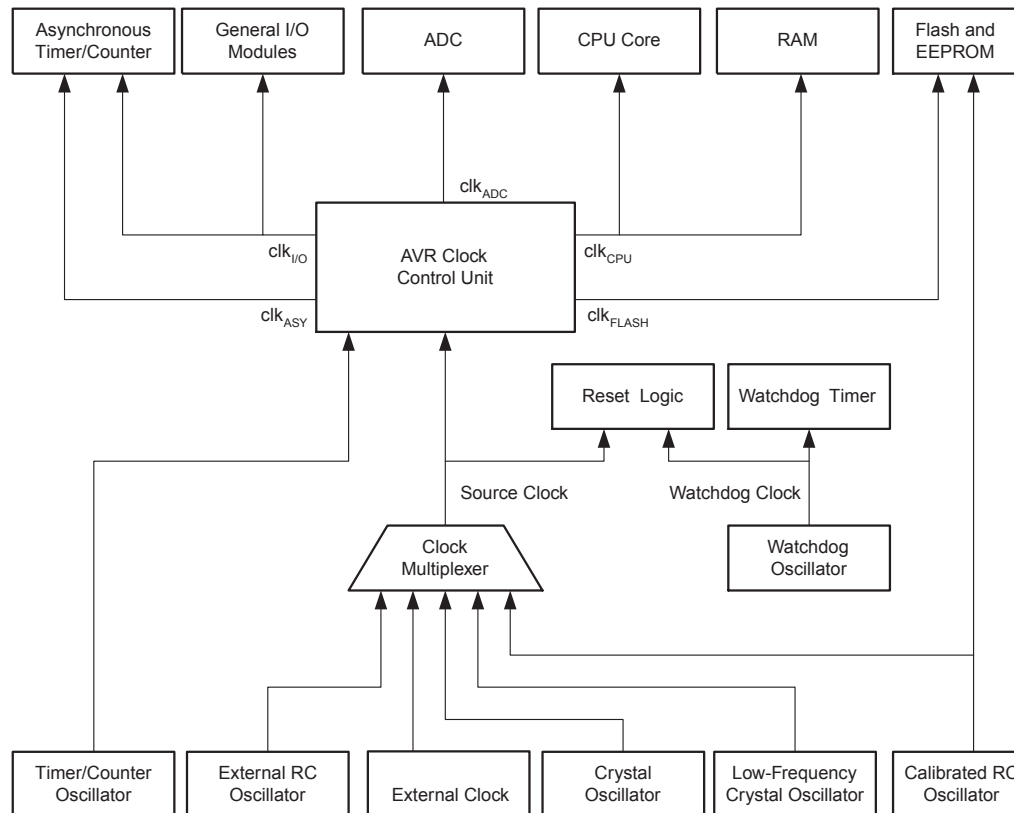 Asynchronous
Timer/Counter
General I/O
Modules
ADC
CPU Core
RAM
Flash and
EEPROM
clkADC
clkI/O
AVR Clock
Control Unit
clkCPU
clkASY
clkFLASH
Reset Logic
Watchdog Timer
Source Clock
Watchdog Clock
Clock
Multiplexer
Watchdog
Oscillator
Timer/Counter
Oscillator
External RC
Oscillator
External Clock
Crystal
Oscillator
Low-Frequency
Crystal Oscillator
Calibrated RC
Oscillator